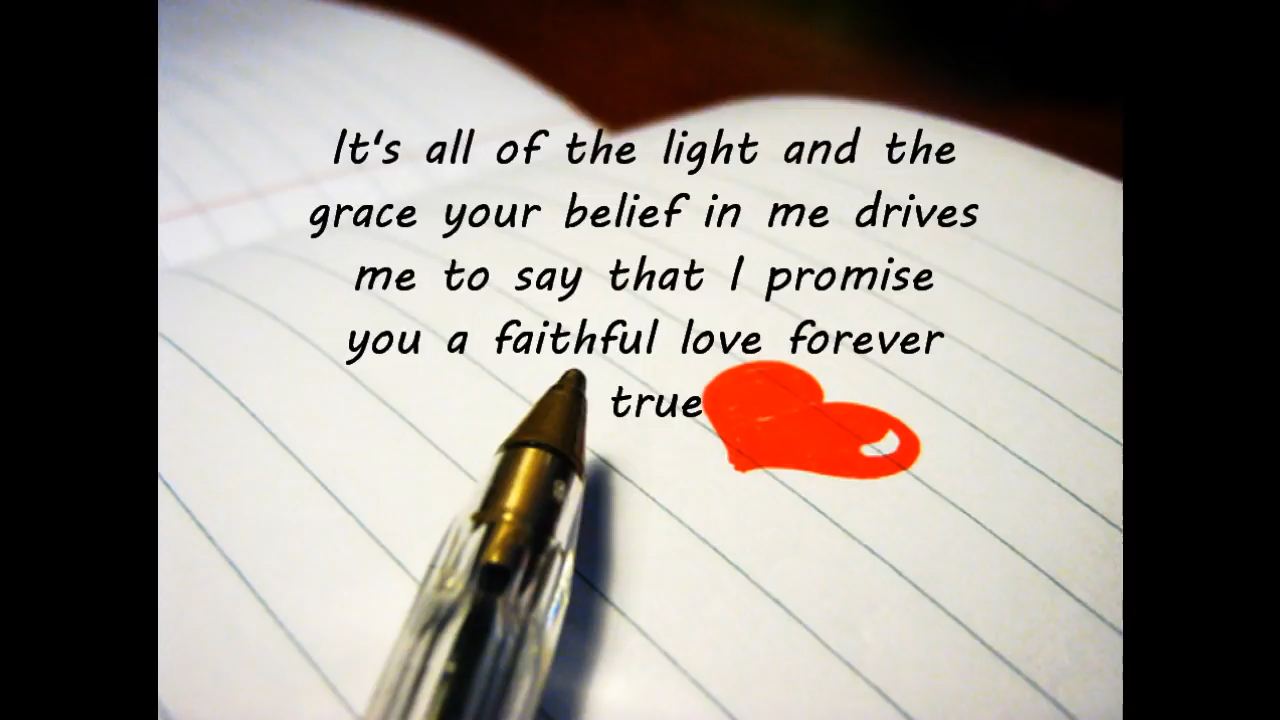 It's all of the light and the
grace your belief in me drives
me to say that I promise
you a faithful love forever
true